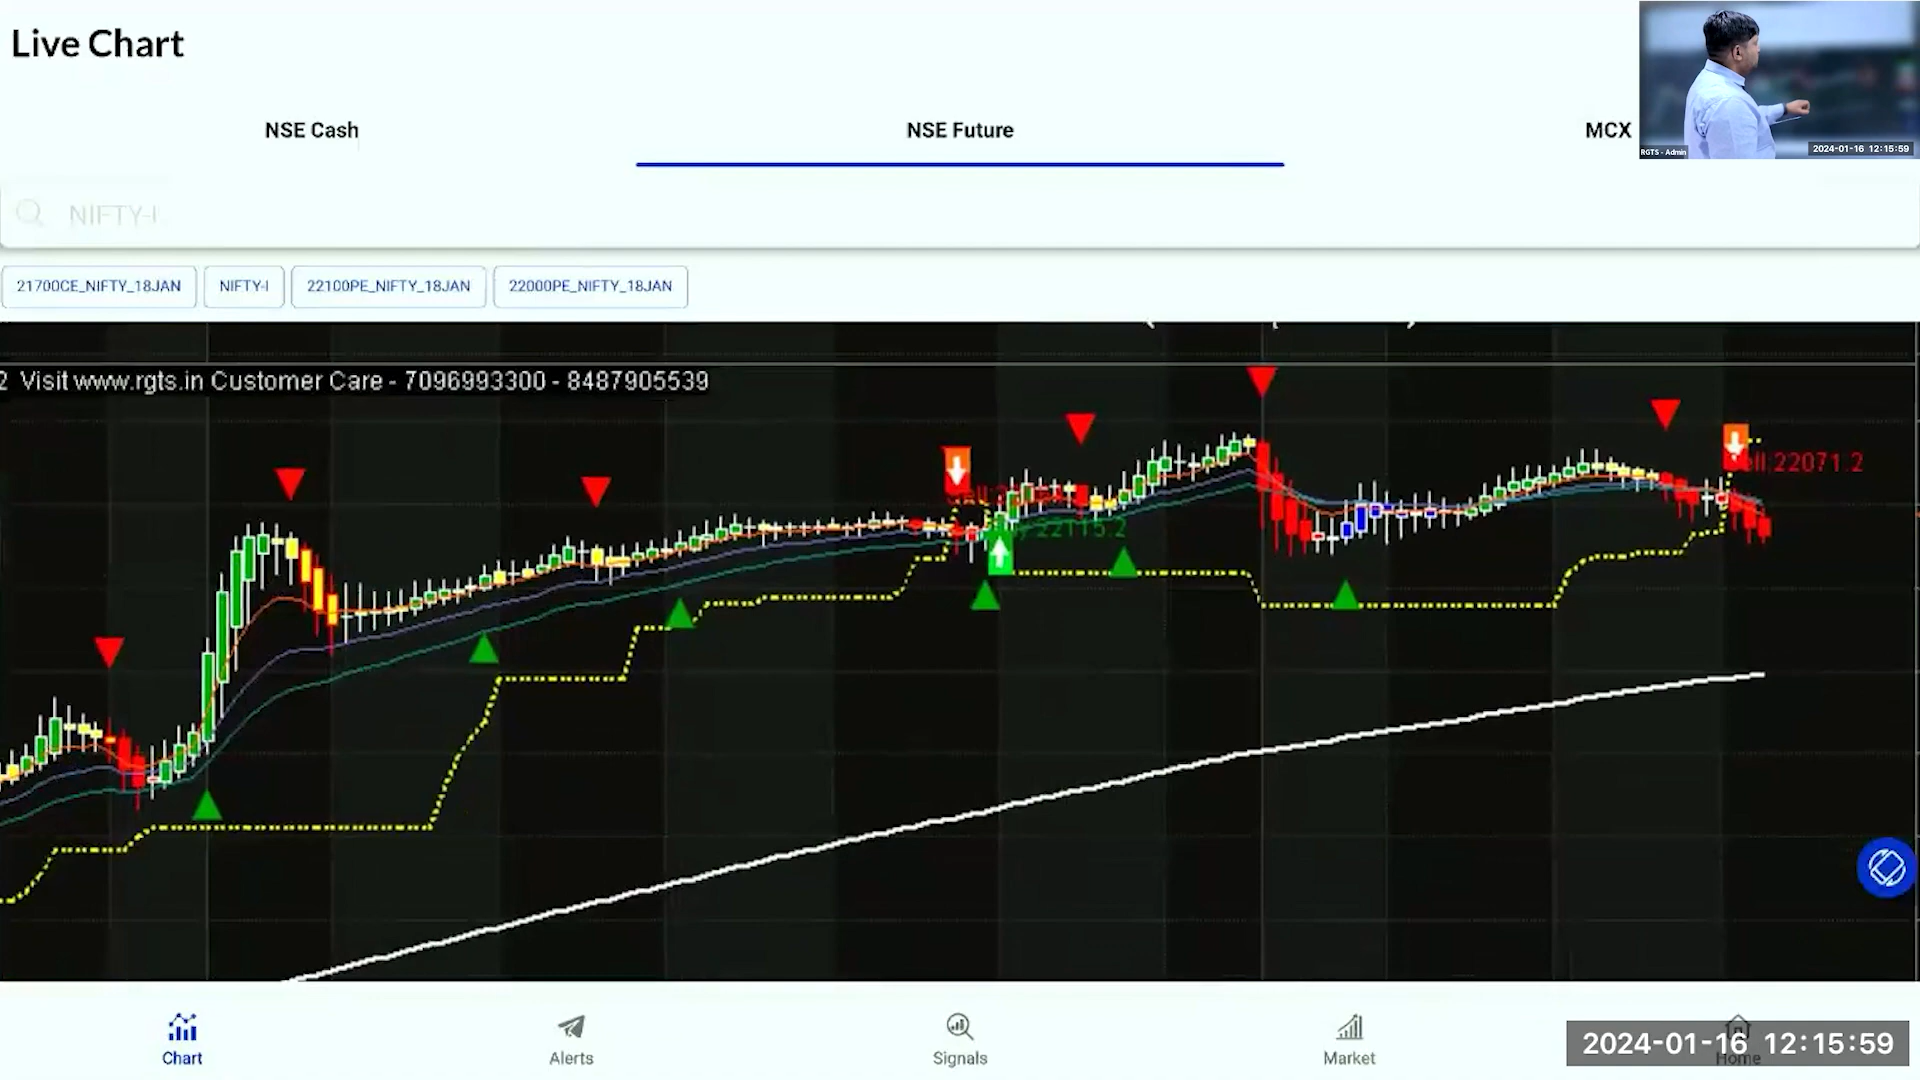 Live Chart
NSE Cash
NSE Future
MCX
RGTS - Admin
2024-01-16 12:15:59
NIFTY-I
21700CE_NIFTY_18JAN
NIFTY-I
22100PE_NIFTY_18JAN
22000PE_NIFTY_18JAN
2 Visit www.rgts.in Customer Care - 7096993300 - 8487905539
:22071.2
:22115.2
Chart
Alerts
Signals
Market
Home
2024-01-16 12:15:59